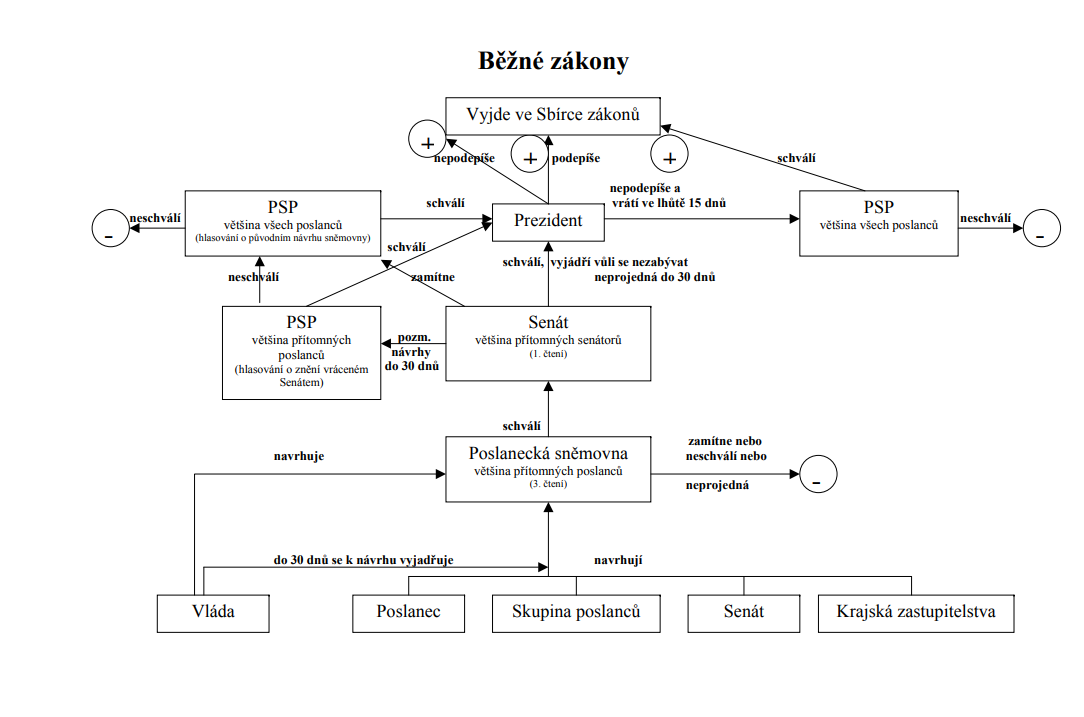 Běžné zákony
Vyjde ve Sbírce zákonů
+
+
+
nepodepíše
podepíše
schválí
PSP
většina všech poslanců
(hlasování o původním návrhu sněmovny)
neschválí
-
schválí
Prezident
nepodepíše a
vrátí ve lhůtě 15 dnů
PSP
většina všech poslanců
neschválí
-
neschválí
schválí
zamítne
schválí, vyjádří vůli se nezabývat
neprojedná do 30 dnů
PSP
většina přítomných
poslanců
(hlasování o znění vráceném
Senátem)
pozm.
návrhy
do 30 dnů
Senát
většina přítomných senátorů
(1. čtení)
schválí
navrhuje
Poslanecká sněmovna
většina přítomných poslanců
(3. čtení)
zamítne nebo
neschválí nebo
neprojedná
-
do 30 dnů se k návrhu vyjadřuje
navrhují
Vláda
Poslanec
Skupina poslanců
Senát
Krajská zastupitelstva